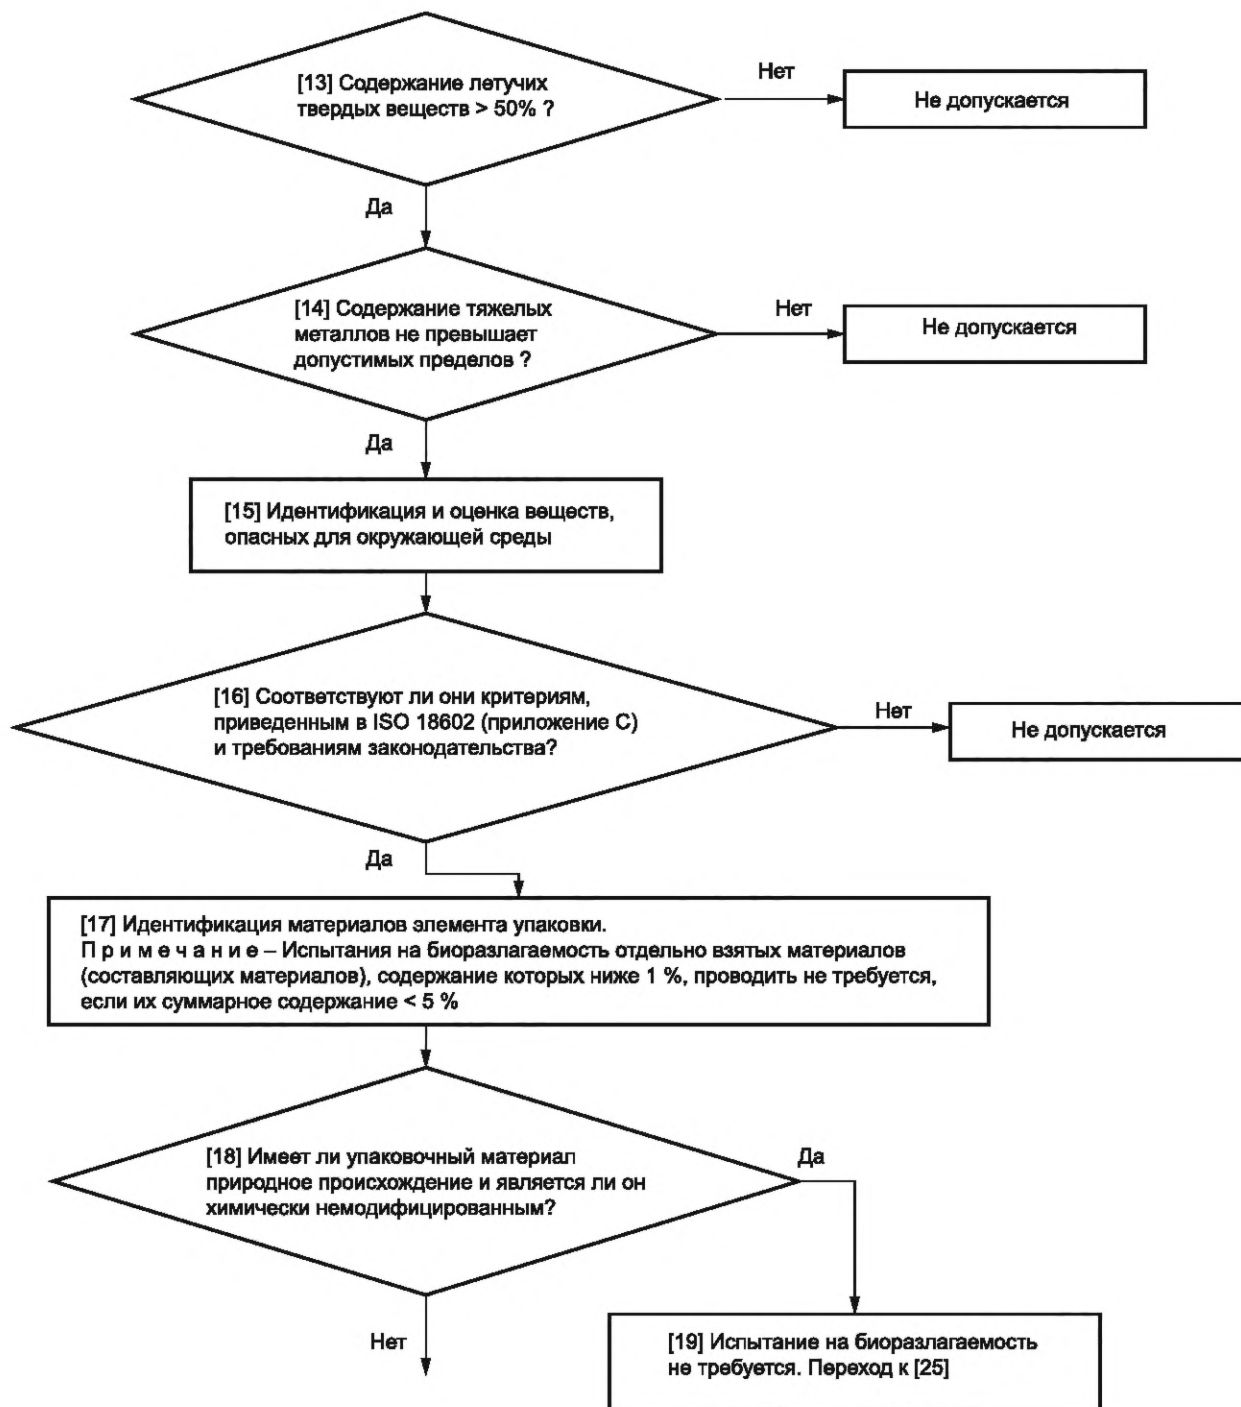 [13] Содержание летучих
твердых веществ > 50% ?
Нет
Не допускается
Да
[14] Содержание тяжелых
металлов не превышает
допустимых пределов ?
Нет
Не допускается
Да
[15] Идентификация и оценка веществ,
опасных для окружающей среды
[16] Соответствуют ли они критериям,
приведенным в ISO 18602 (приложение С)
и требованиям законодательства?
Нет
Не допускается
Да
[17] Идентификация материалов элемента упаковки.
П р и м е ч а н и е – Испытания на биоразлагаемость отдельно взятых материалов
(составляющих материалов), содержание которых ниже 1 %, проводить не требуется,
если их суммарное содержание < 5 %
[18] Имеет ли упаковочный материал
природное происхождение и является ли он
химически немодифицированным?
Да
Нет
[19] Испытание на биоразлагаемость
не требуется. Переход к [25]